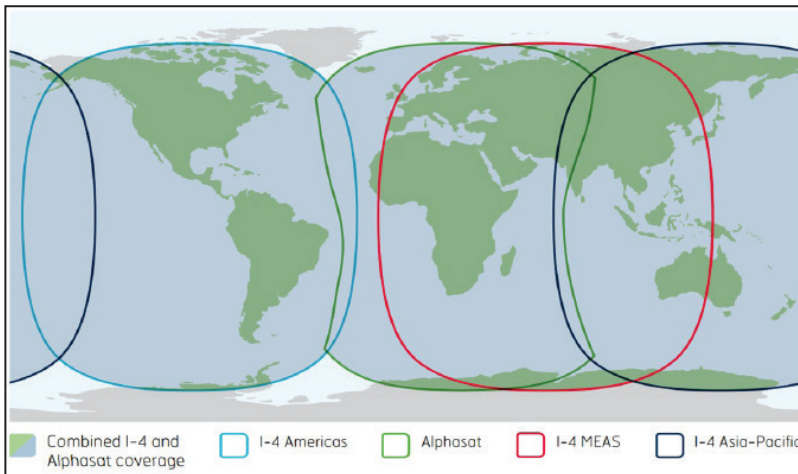 Combined I-4 and
Alphasat coverage
I-4 Americas
Alphasat
I-4 MEAS
I-4 Asia-Pacific